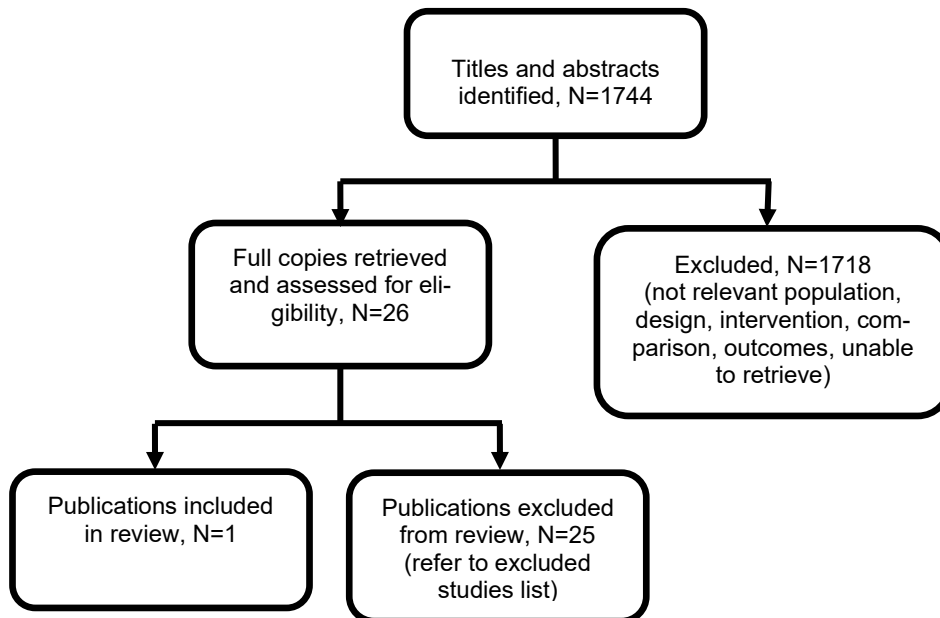 Titles and abstracts
identified, N=1744
Full copies retrieved
and assessed for eli-
gibility, N=26
Excluded, N=1718
(not relevant population,
design, intervention, com-
parison, outcomes, unable
to retrieve)
Publications included
in review, N=1
Publications excluded
from review, N=25
(refer to excluded
studies list)